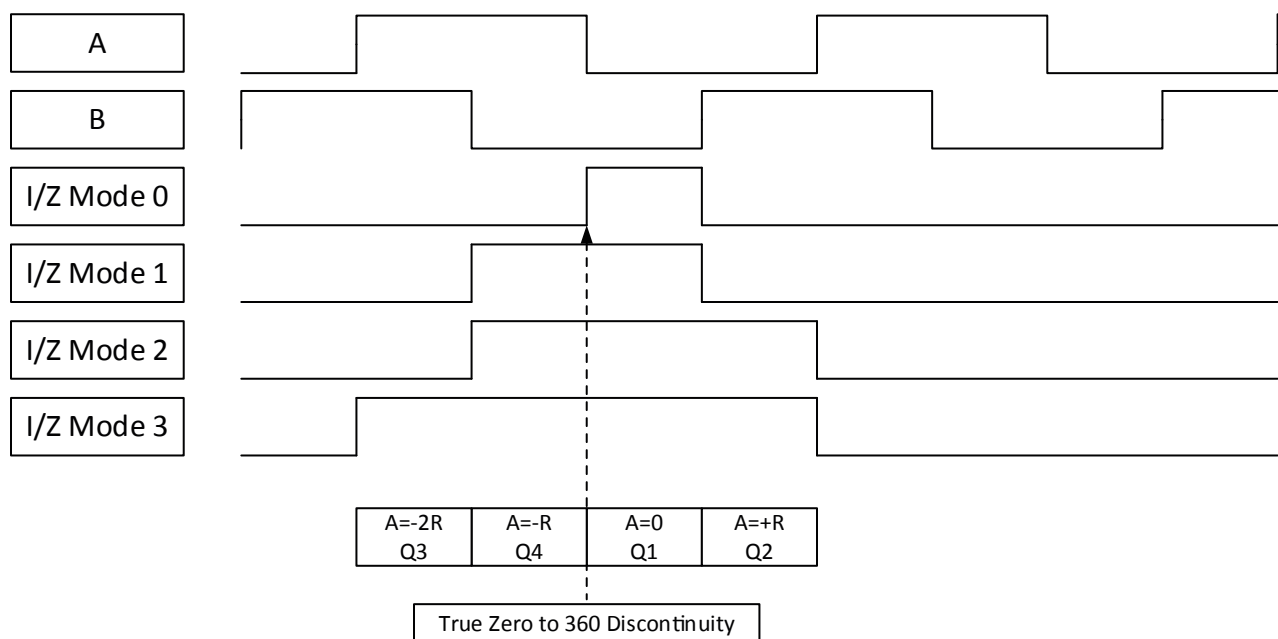 A
B
I/Z Mode 0
I/Z Mode 1
I/Z Mode 2
I/Z Mode 3
A=-2R
Q3
A=-R
Q4
A=0
Q1
A=+R
Q2
True Zero to 360 Discontinuity